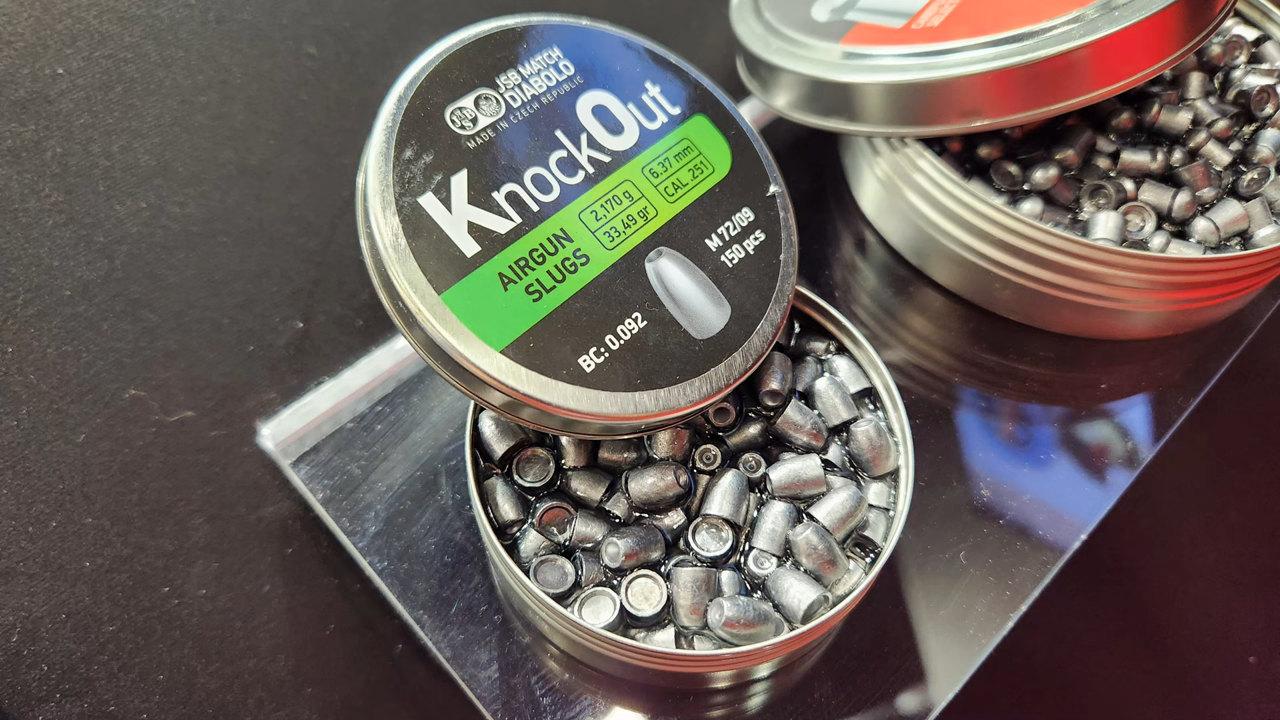 JSB
JSB MATCH
DIABOLO
MADE IN CZECH REPUBLIC
KnockOut
AIRGUN
SLUGS
2,170 g
33,49 gr
6.37 mm
CAL .251
M 72/09
150 pcs
BC: 0.092